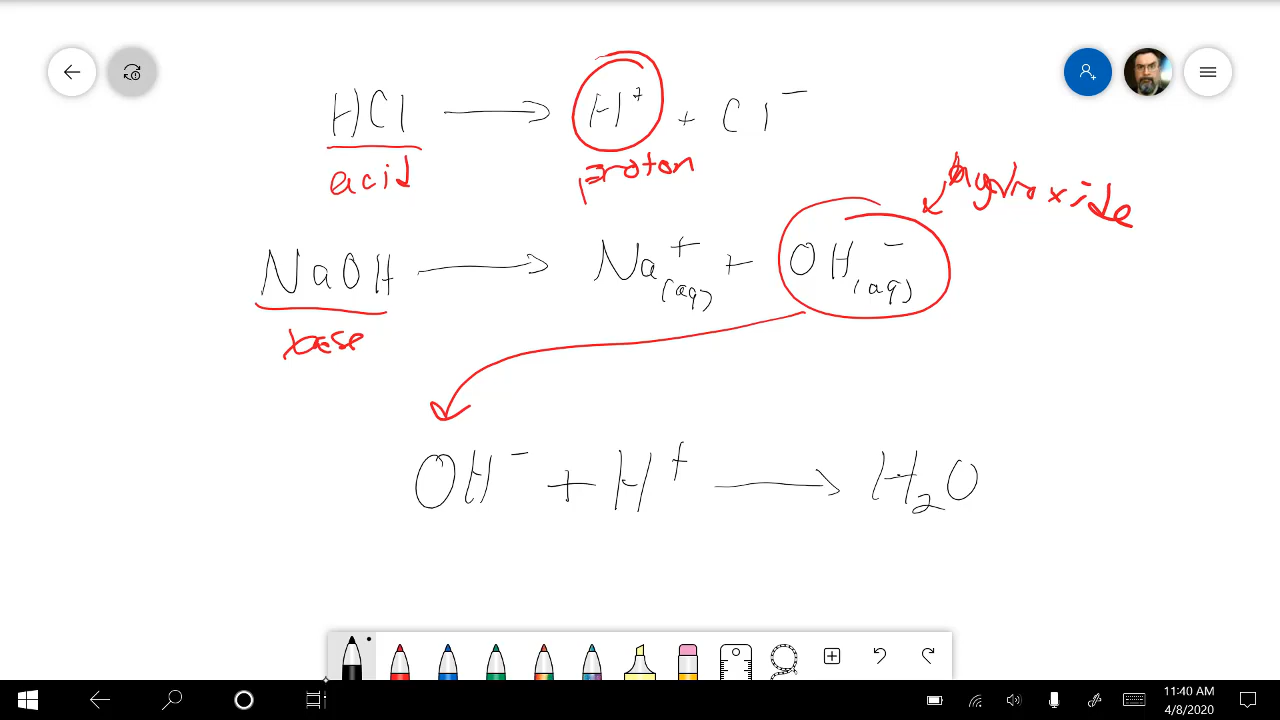 HCl → H⁺ + Cl⁻
acid proton
hydroxide
NaOH → Na⁺(aq) + OH⁻(aq)
base
OH⁻ + H⁺ → H₂O
11:40 AM
4/8/2020